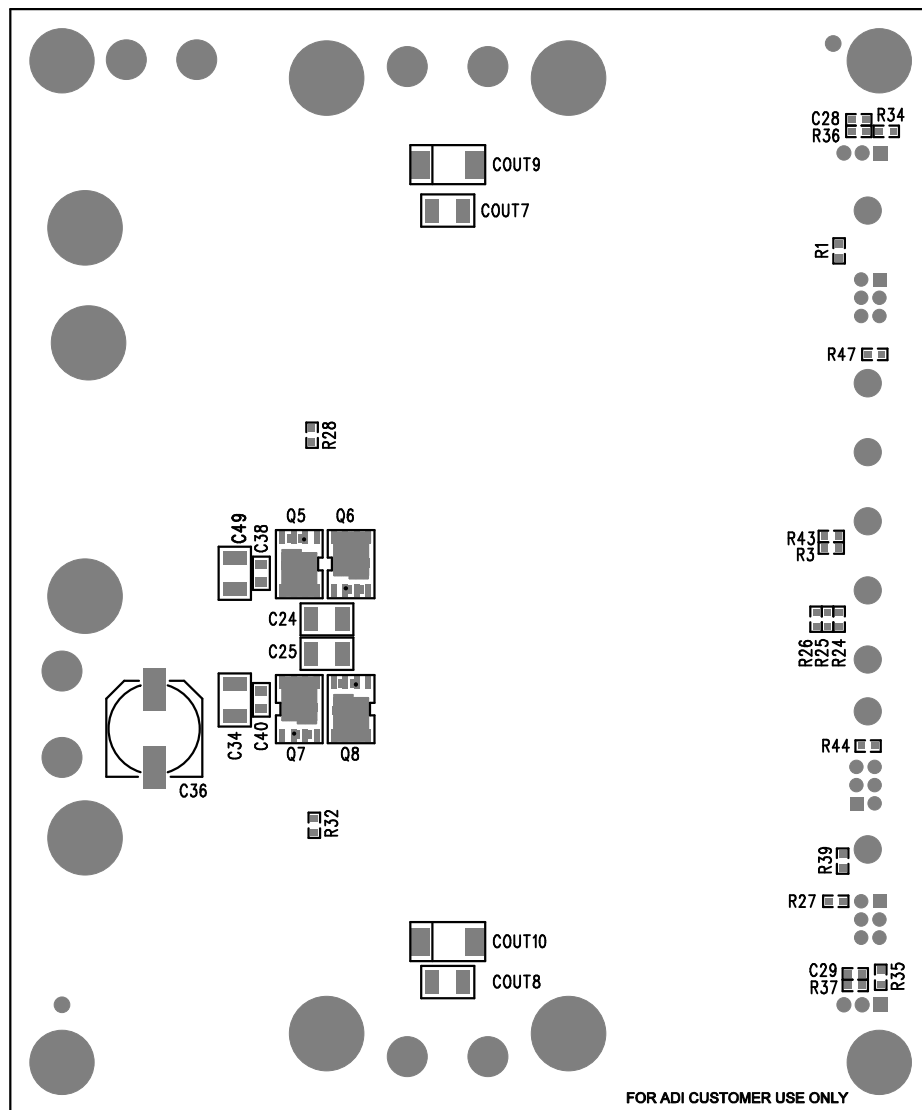 C28
R34
R36
COUT9
COUT7
R1
R47
R28
C49
C38
Q5
Q6
R43
R3
C24
C25
R26
R25
R24
C34
C40
Q7
Q8
R44
C36
R32
R39
R27
COUT10
COUT8
C29
R37
R35
FOR ADI CUSTOMER USE ONLY